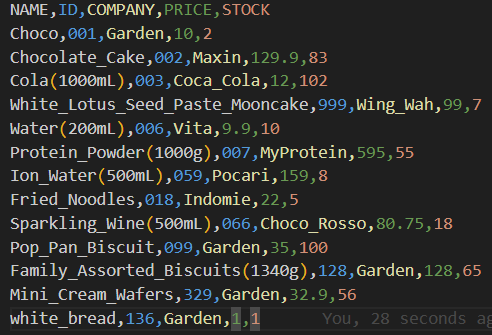 NAME,ID,COMPANY,PRICE,STOCK
Choco,001,Garden,10,2
Chocolate_Cake,002,Maxin,129.9,83
Cola(1000mL),003,Coca_Cola,12,102
White_Lotus_Seed_Paste_Mooncake,999,Wing_Wah,99,7
Water(200mL),006,Vita,9.9,10
Protein_Powder(1000g),007,MyProtein,595,55
Ion_Water(500mL),059,Pocari,159,8
Fried_Noodles,018,Indomie,22,5
Sparkling_Wine(500mL),066,Choco_Rosso,80.75,18
Pop_Pan_Biscuit,099,Garden,35,100
Family_Assorted_Biscuits(1340g),128,Garden,128,65
Mini_Cream_Wafers,329,Garden,32.9,56
white_bread,136,Garden,1,1 You, 28 seconds